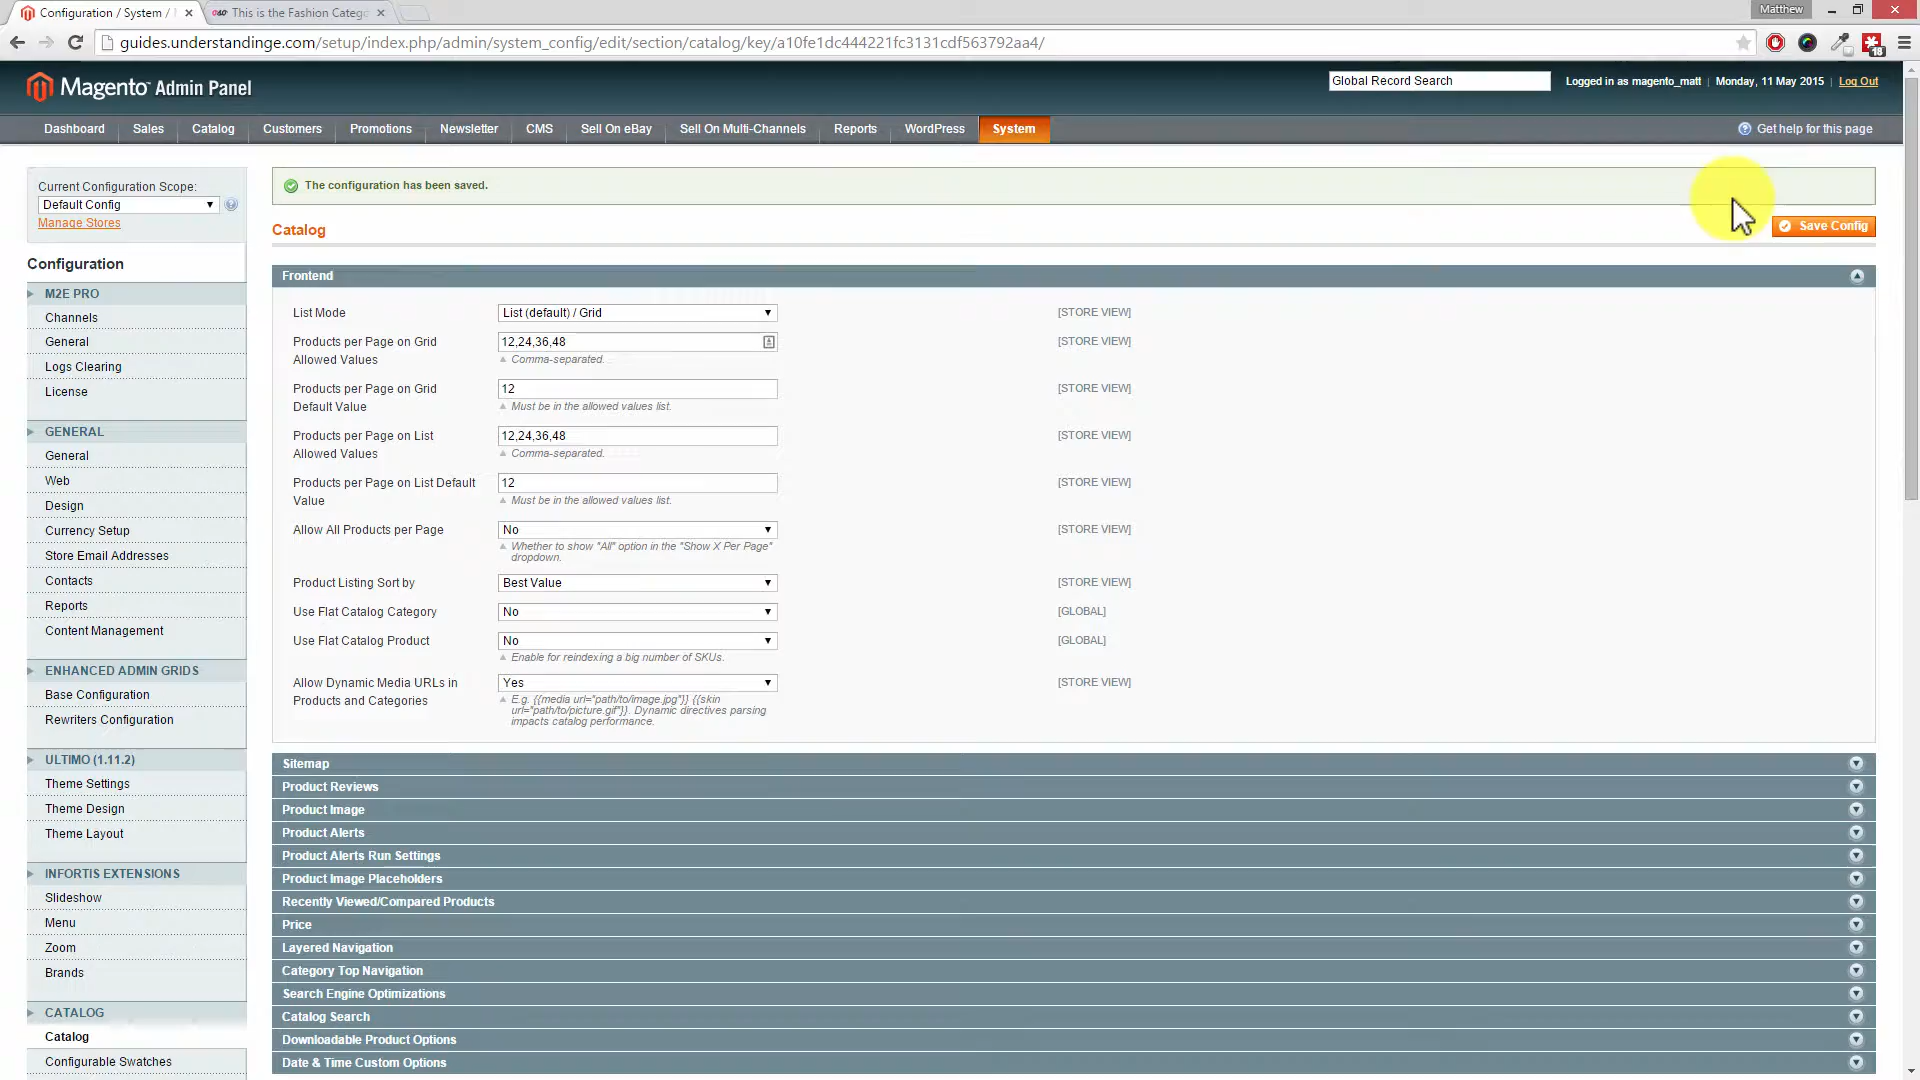 Configuration / System /
This is the Fashion Catego
Matthew
guides.understandinge.com/setup/index.php/admin/system_config/edit/section/catalog/key/a10fe1dc444221fc3131cdf563792aa4/
18
Magento Admin Panel
Global Record Search
Logged in as magento_matt | Monday, 11 May 2015 | Log Out
Dashboard Sales Catalog Customers Promotions Newsletter CMS Sell On eBay Sell On Multi-Channels Reports WordPress System
Get help for this page
Current Configuration Scope:
Default Config
Manage Stores
Configuration
M2E PRO
Channels
General
Logs Clearing
License
GENERAL
General
Web
Design
Currency Setup
Store Email Addresses
Contacts
Reports
Content Management
ENHANCED ADMIN GRIDS
Base Configuration
Rewriters Configuration
ULTIMO (1.11.2)
Theme Settings
Theme Design
Theme Layout
INFORTIS EXTENSIONS
Slideshow
Menu
Zoom
Brands
CATALOG
Catalog
Configurable Swatches
The configuration has been saved.
Catalog
Save Config
Frontend
List Mode List (default) / Grid [STORE VIEW]
Products per Page on Grid 12,24,36,48 [STORE VIEW]
Allowed Values Comma-separated.
Products per Page on Grid 12 [STORE VIEW]
Default Value Must be in the allowed values list.
Products per Page on List 12,24,36,48 [STORE VIEW]
Allowed Values Comma-separated.
Products per Page on List Default 12 [STORE VIEW]
Value Must be in the allowed values list.
Allow All Products per Page No [STORE VIEW]
Whether to show "All" option in the "Show X Per Page"
dropdown.
Product Listing Sort by Best Value [STORE VIEW]
Use Flat Catalog Category No [GLOBAL]
Use Flat Catalog Product No [GLOBAL]
Enable for reindexing a big number of SKUs.
Allow Dynamic Media URLs in Yes [STORE VIEW]
Products and Categories E.g. {{media url="path/to/image.jpg"}} {{skin
url="path/to/picture.gif"}}. Dynamic directives parsing
impacts catalog performance.
Sitemap
Product Reviews
Product Image
Product Alerts
Product Alerts Run Settings
Product Image Placeholders
Recently Viewed/Compared Products
Price
Layered Navigation
Category Top Navigation
Search Engine Optimizations
Catalog Search
Downloadable Product Options
Date & Time Custom Options